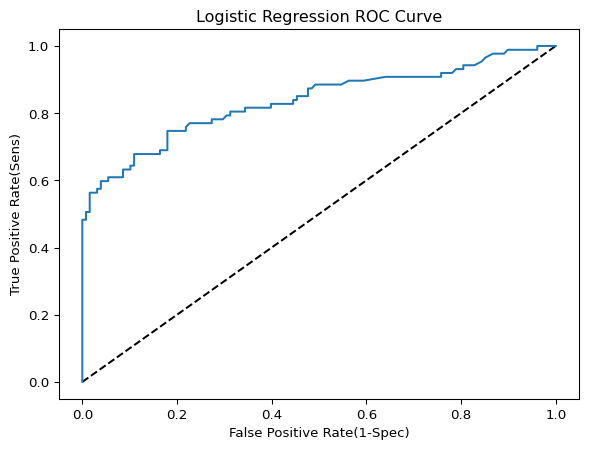 Logistic Regression ROC Curve
1.0
0.8
0.6
0.4
0.2
0.0
True Positive Rate(Sens)
0.0 0.2 0.4 0.6 0.8 1.0
False Positive Rate(1-Spec)